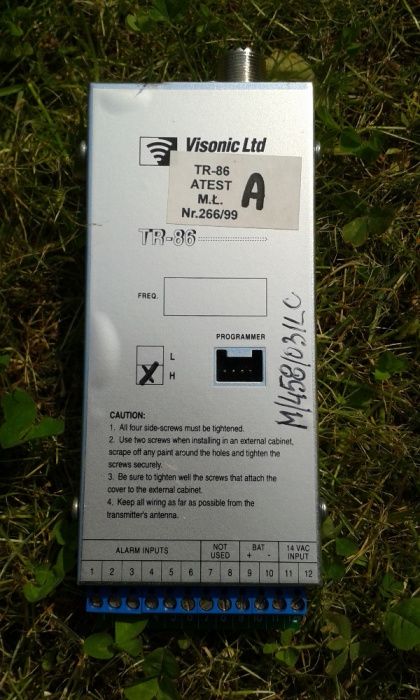 Visonic Ltd
TR-86
ATEST
M.Ł.
Nr.266/99
A
TR-86
FREQ.
PROGRAMMER
L
X
H
M/458/03/LC
CAUTION:
1. All four side-screws must be tightened.
2. Use two screws when installing in an external cabinet,
scrape off any paint around the holes and tighten the
screws securely.
3. Be sure to tighten well the screws that attach the
cover to the external cabinet.
4. Keep all wiring as far as possible from the
transmitter's antenna.
ALARM INPUTS NOT USED BAT + - 14 VAC INPUT
1 2 3 4 5 6 7 8 9 10 11 12